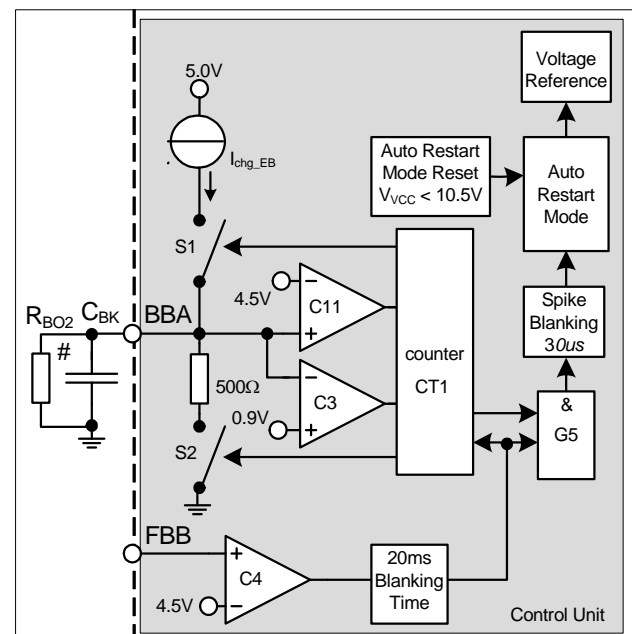 Voltage
Reference
5.0V
I chg_EB
Auto Restart
Mode Reset
VVCC < 10.5V
Auto
Restart
Mode
S1
4.5V
C11
RBO2
CBK
BBA
#
Spike
Blanking
30us
counter
CT1
500Ω
C3
0.9V
&
G5
S2
FBB
C4
20ms
Blanking
Time
4.5V
Control Unit